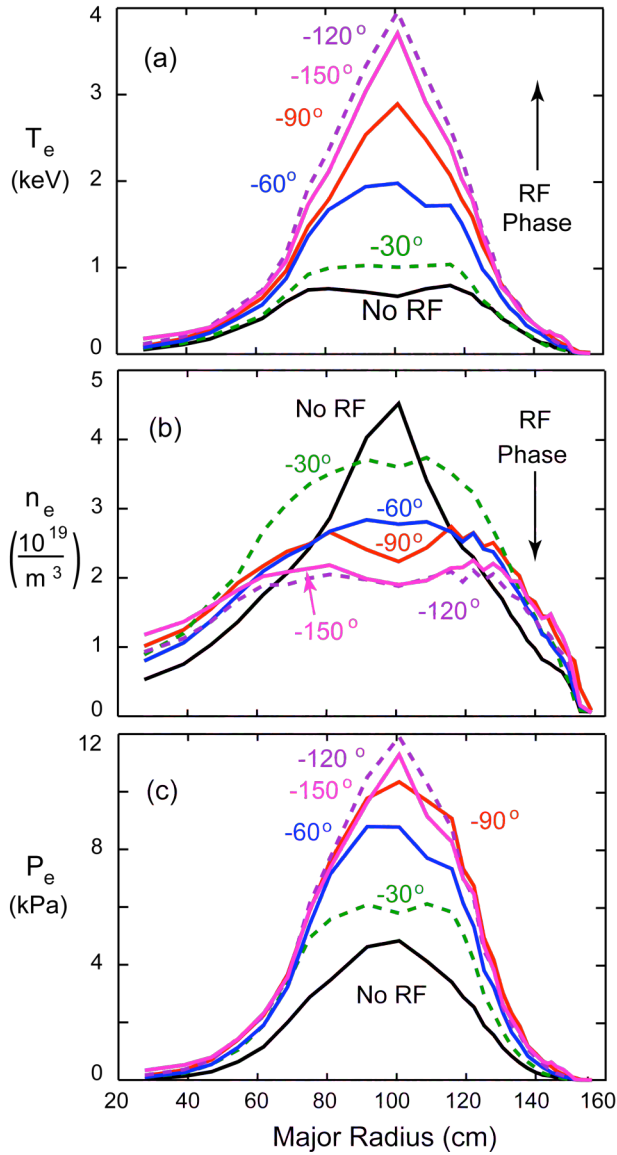 4
-120°
(a)
-150°
3
-90°
T e
(keV)
2
-60°
RF
Phase
-30°
1
No RF
0
5
No RF
(b)
RF
Phase
4
-30°
n e
3
-60°
(10 19 / m 3)
-90°
2
-150°
-120°
1
0
12
-120°
(c)
-150°
-90°
-60°
8
P e
(kPa)
-30°
4
No RF
0
20 40 60 80 100 120 140 160
Major Radius (cm)